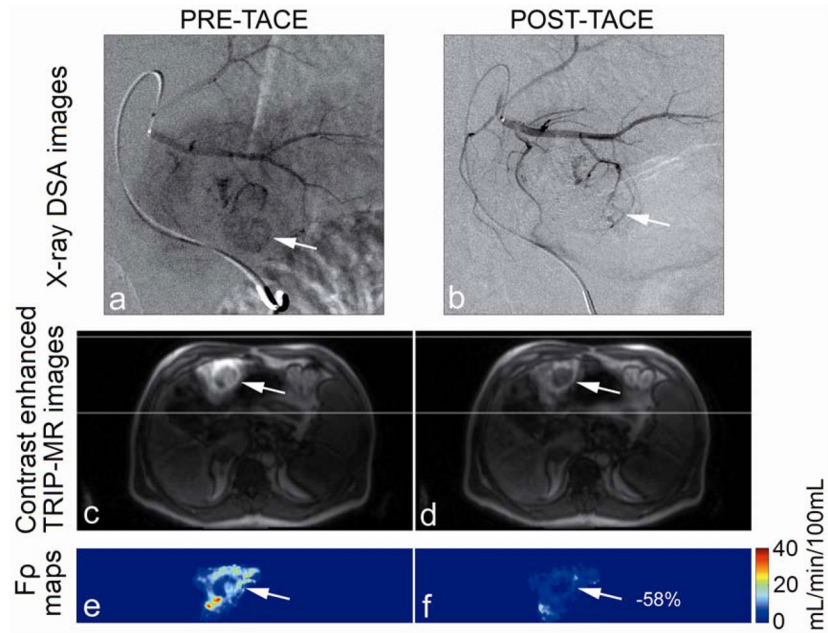 PRE-TACE
POST-TACE
X-ray DSA images
a
b
Contrast enhanced
TRIP-MR images
c
d
Fρ
maps
e
f
-58%
40
20
0
mL/min/100mL